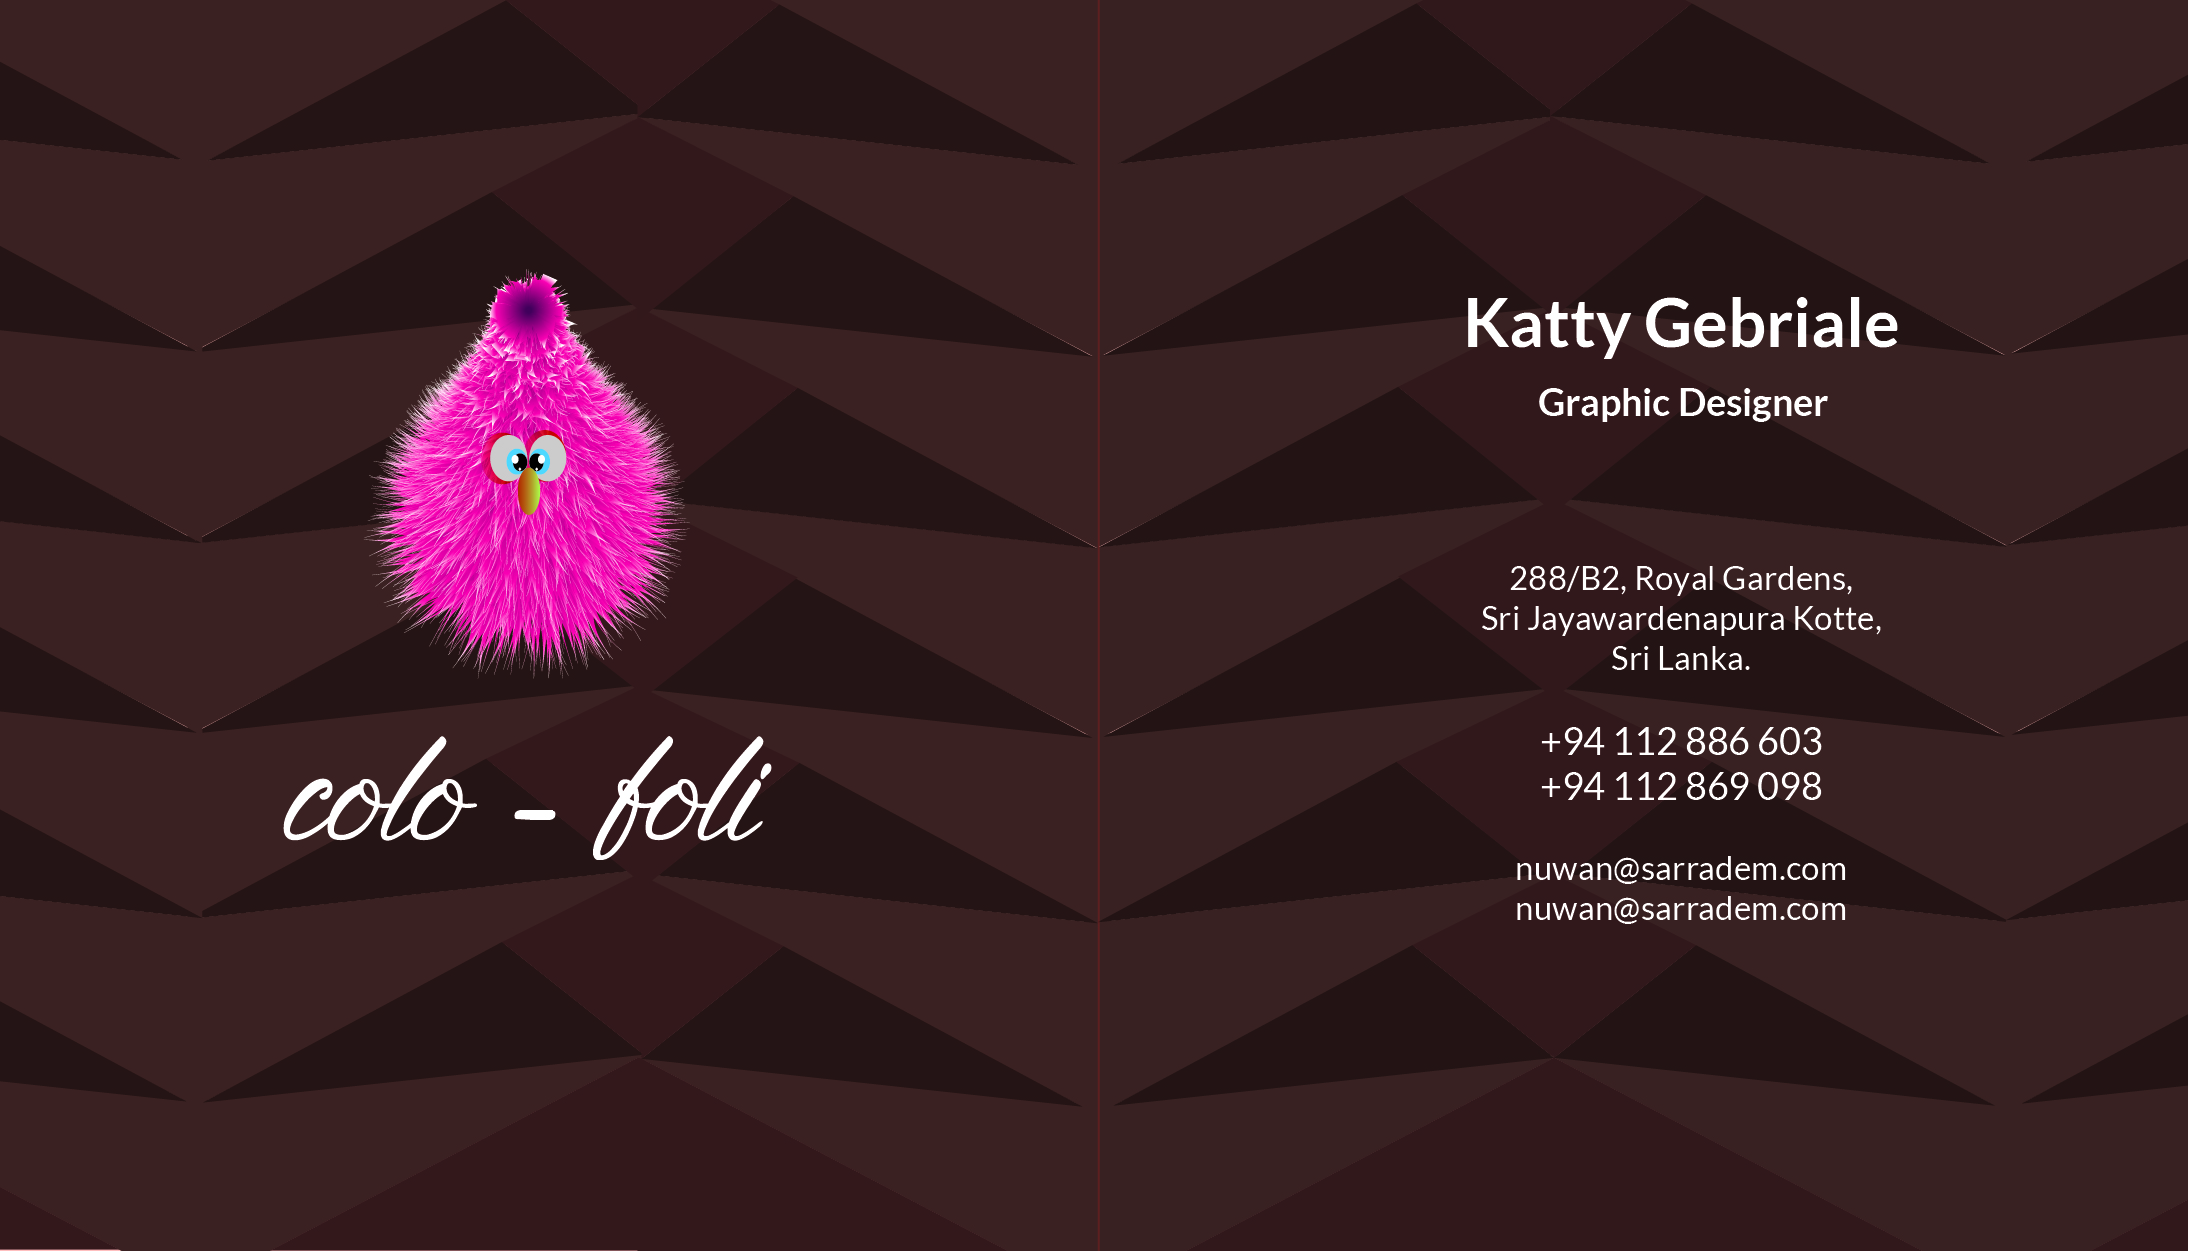 colo - foli
Katty Gebriale
Graphic Designer
288/B2, Royal Gardens,
Sri Jayawardenapura Kotte,
Sri Lanka.
+94 112 886 603
+94 112 869 098
nuwan@sarradem.com
nuwan@sarradem.com